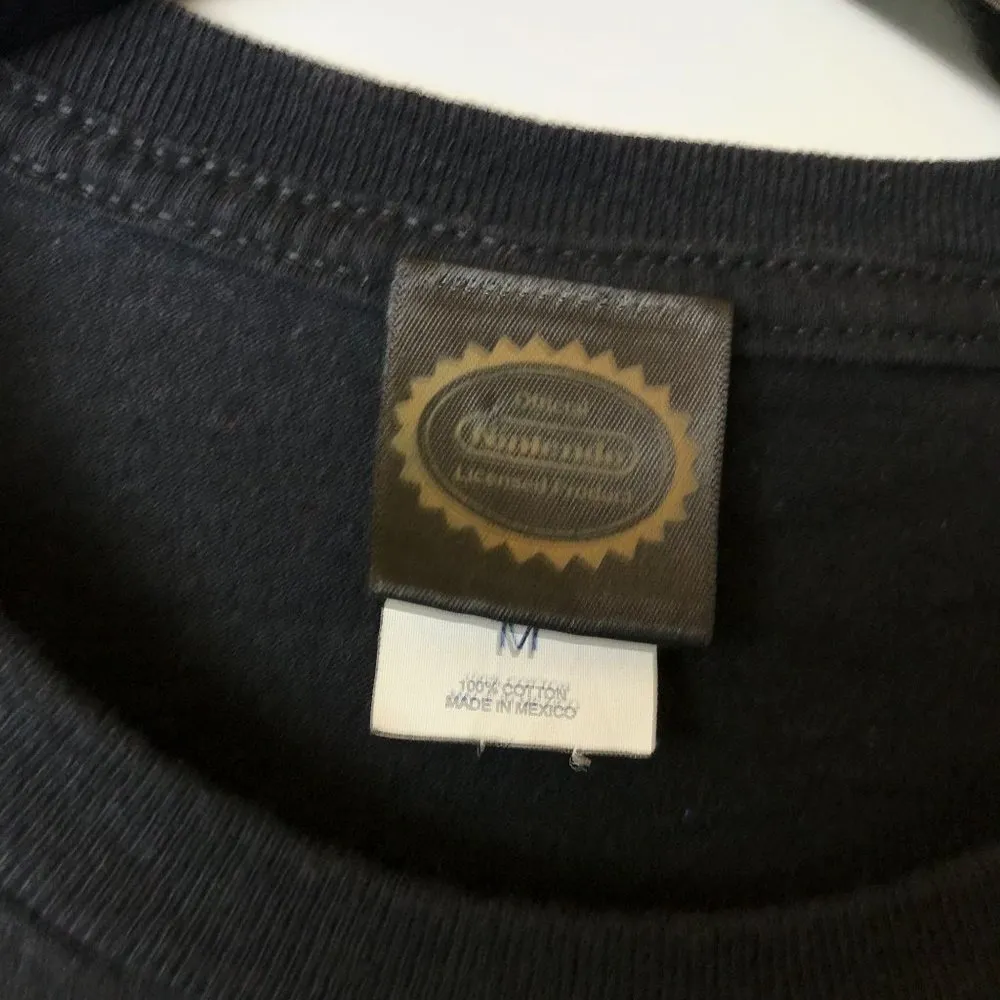 Official
Nintendo
Licensed Product
M
100% COTTON
MADE IN MEXICO